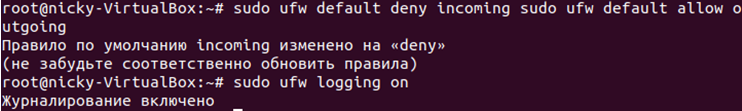 root@nicky-VirtualBox:~# sudo ufw default deny incoming sudo ufw default allow o
utgoing
Правило по умолчанию incoming изменено на «deny»
(не забудьте соответственно обновить правила)
root@nicky-VirtualBox:~# sudo ufw logging on
Журналирование включено